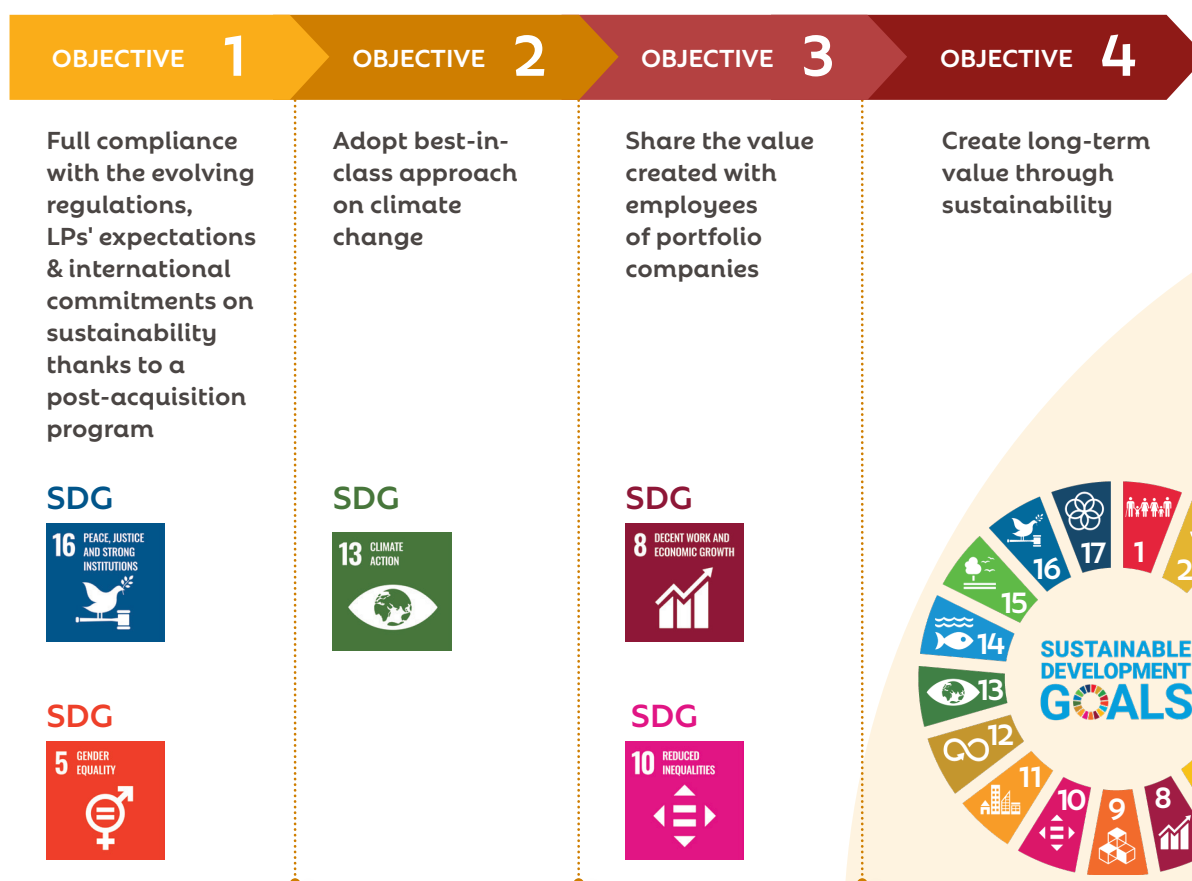 OBJECTIVE 1
OBJECTIVE 2
OBJECTIVE 3
OBJECTIVE 4
Full compliance
with the evolving
regulations,
LPs' expectations
& international
commitments on
sustainability
thanks to a
post-acquisition
program
SDG
16 PEACE, JUSTICE
AND STRONG
INSTITUTIONS
SDG
5 GENDER
EQUALITY
Adopt best-in-
class approach
on climate
change
SDG
13 CLIMATE
ACTION
Share the value
created with
employees
of portfolio
companies
SDG
8 DECENT WORK AND
ECONOMIC GROWTH
SDG
10 REDUCED
INEQUALITIES
Create long-term
value through
sustainability
SUSTAINABLE
DEVELOPMENT
GOALS
1
2
8
9
10
11
12
13
14
15
16
17